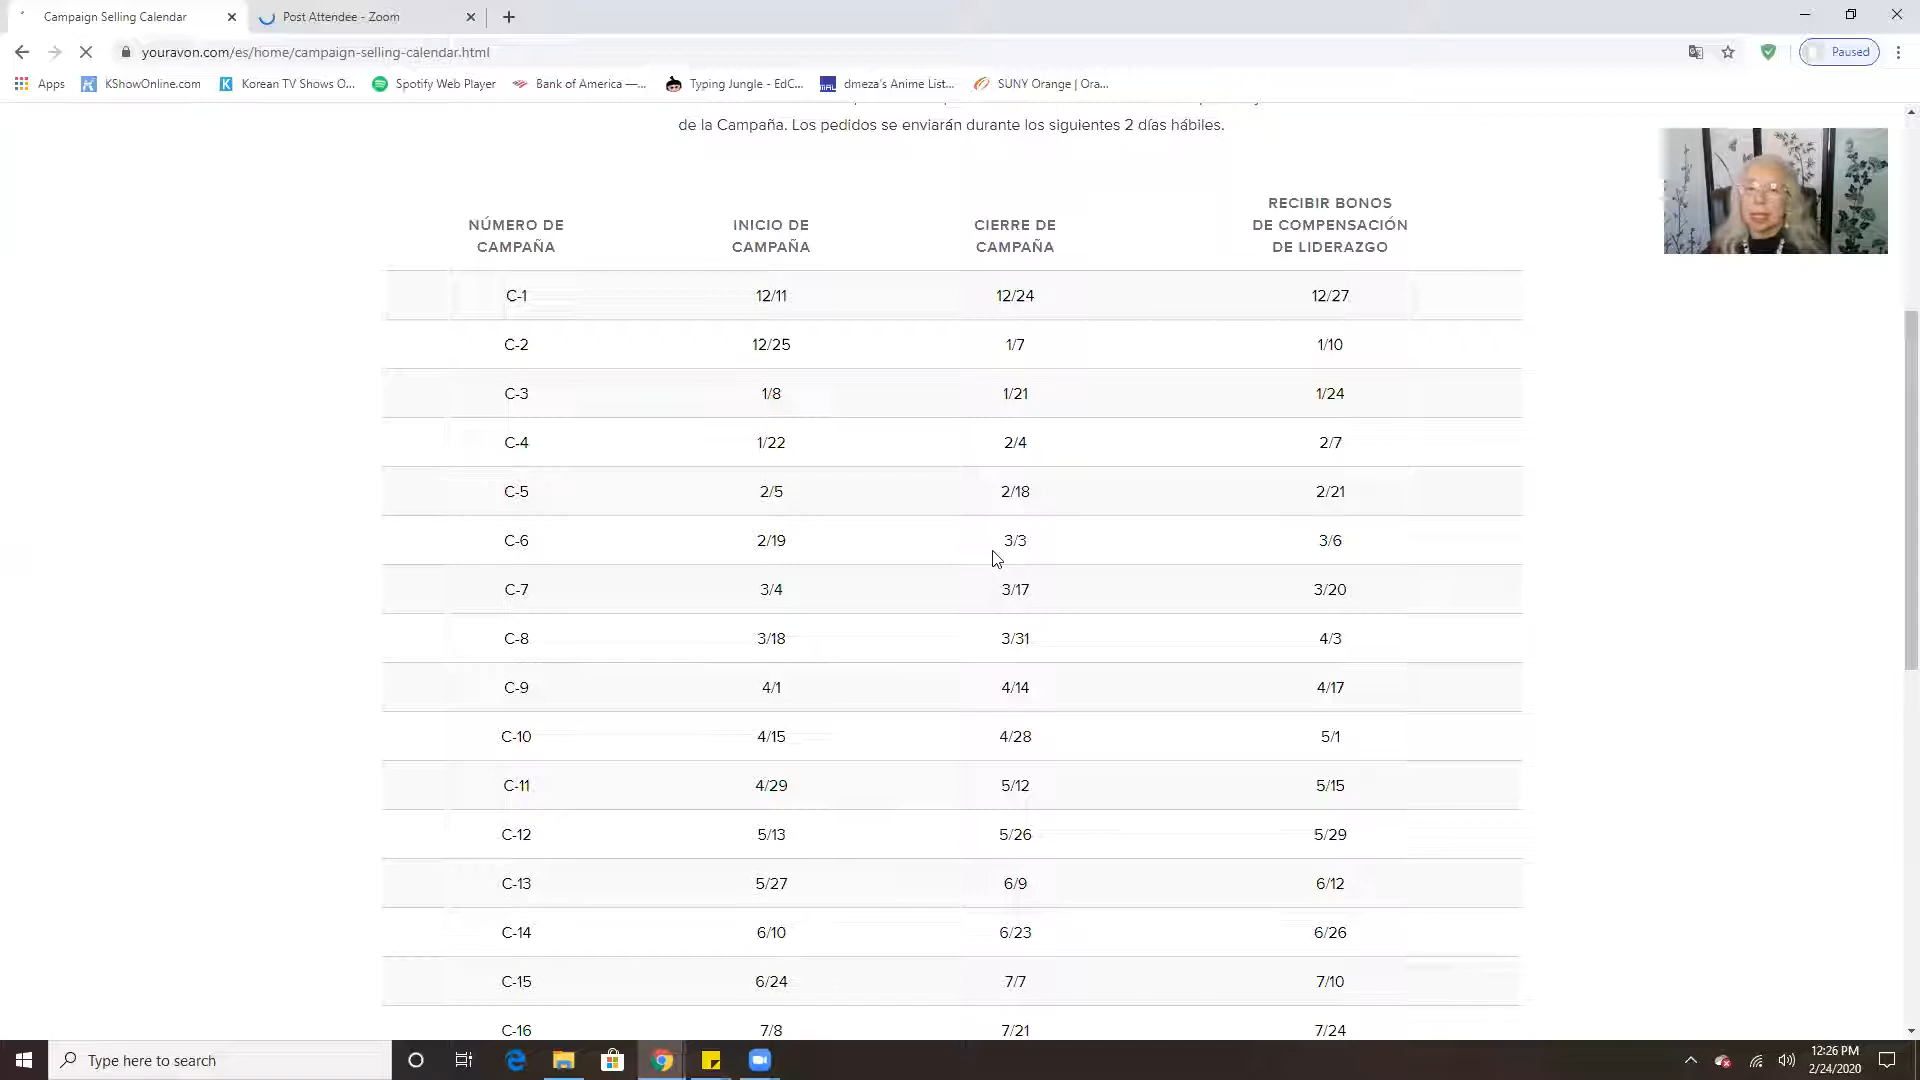 Campaign Selling Calendar
Post Attendee - Zoom
youravon.com/es/home/campaign-selling-calendar.html
Paused
Apps
KShowOnline.com
Korean TV Shows O...
Spotify Web Player
Bank of America —...
Typing Jungle - EdC...
dmeza's Anime List...
SUNY Orange | Ora...
de la Campaña. Los pedidos se enviarán durante los siguientes 2 días hábiles.
NÚMERO DE
CAMPAÑA
INICIO DE
CAMPAÑA
CIERRE DE
CAMPAÑA
RECIBIR BONOS
DE COMPENSACIÓN
DE LIDERAZGO
C-1 12/11 12/24 12/27
C-2 12/25 1/7 1/10
C-3 1/8 1/21 1/24
C-4 1/22 2/4 2/7
C-5 2/5 2/18 2/21
C-6 2/19 3/3 3/6
C-7 3/4 3/17 3/20
C-8 3/18 3/31 4/3
C-9 4/1 4/14 4/17
C-10 4/15 4/28 5/1
C-11 4/29 5/12 5/15
C-12 5/13 5/26 5/29
C-13 5/27 6/9 6/12
C-14 6/10 6/23 6/26
C-15 6/24 7/7 7/10
C-16 7/8 7/21 7/24
Type here to search
12:26 PM
2/24/2020